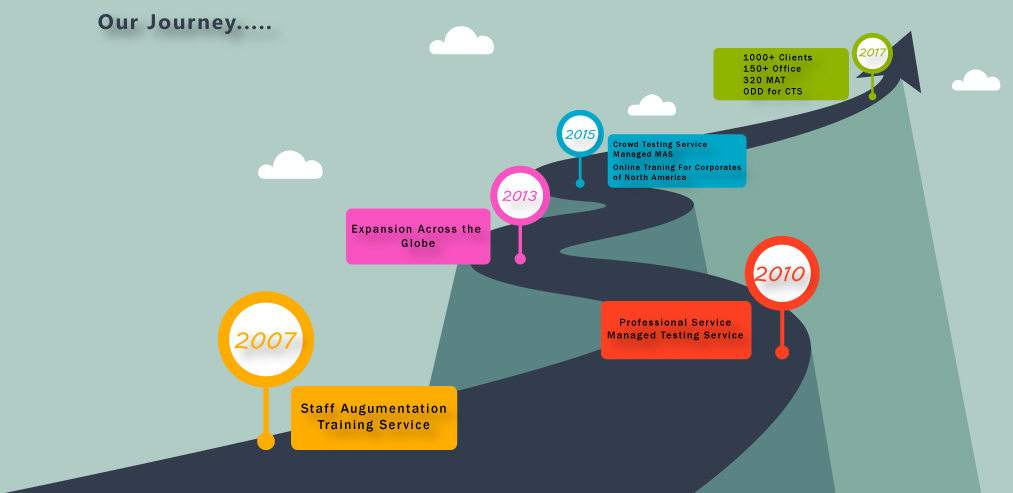 Our Journey.....
2007
Staff Augumentation
Training Service
2010
Professional Service
Managed Testing Service
2013
Expansion Across the
Globe
2015
Crowd Testing Service
Managed MAS
Online Traning For Corporates
of North America
2017
1000+ Clients
150+ Office
320 MAT
ODD for CTS